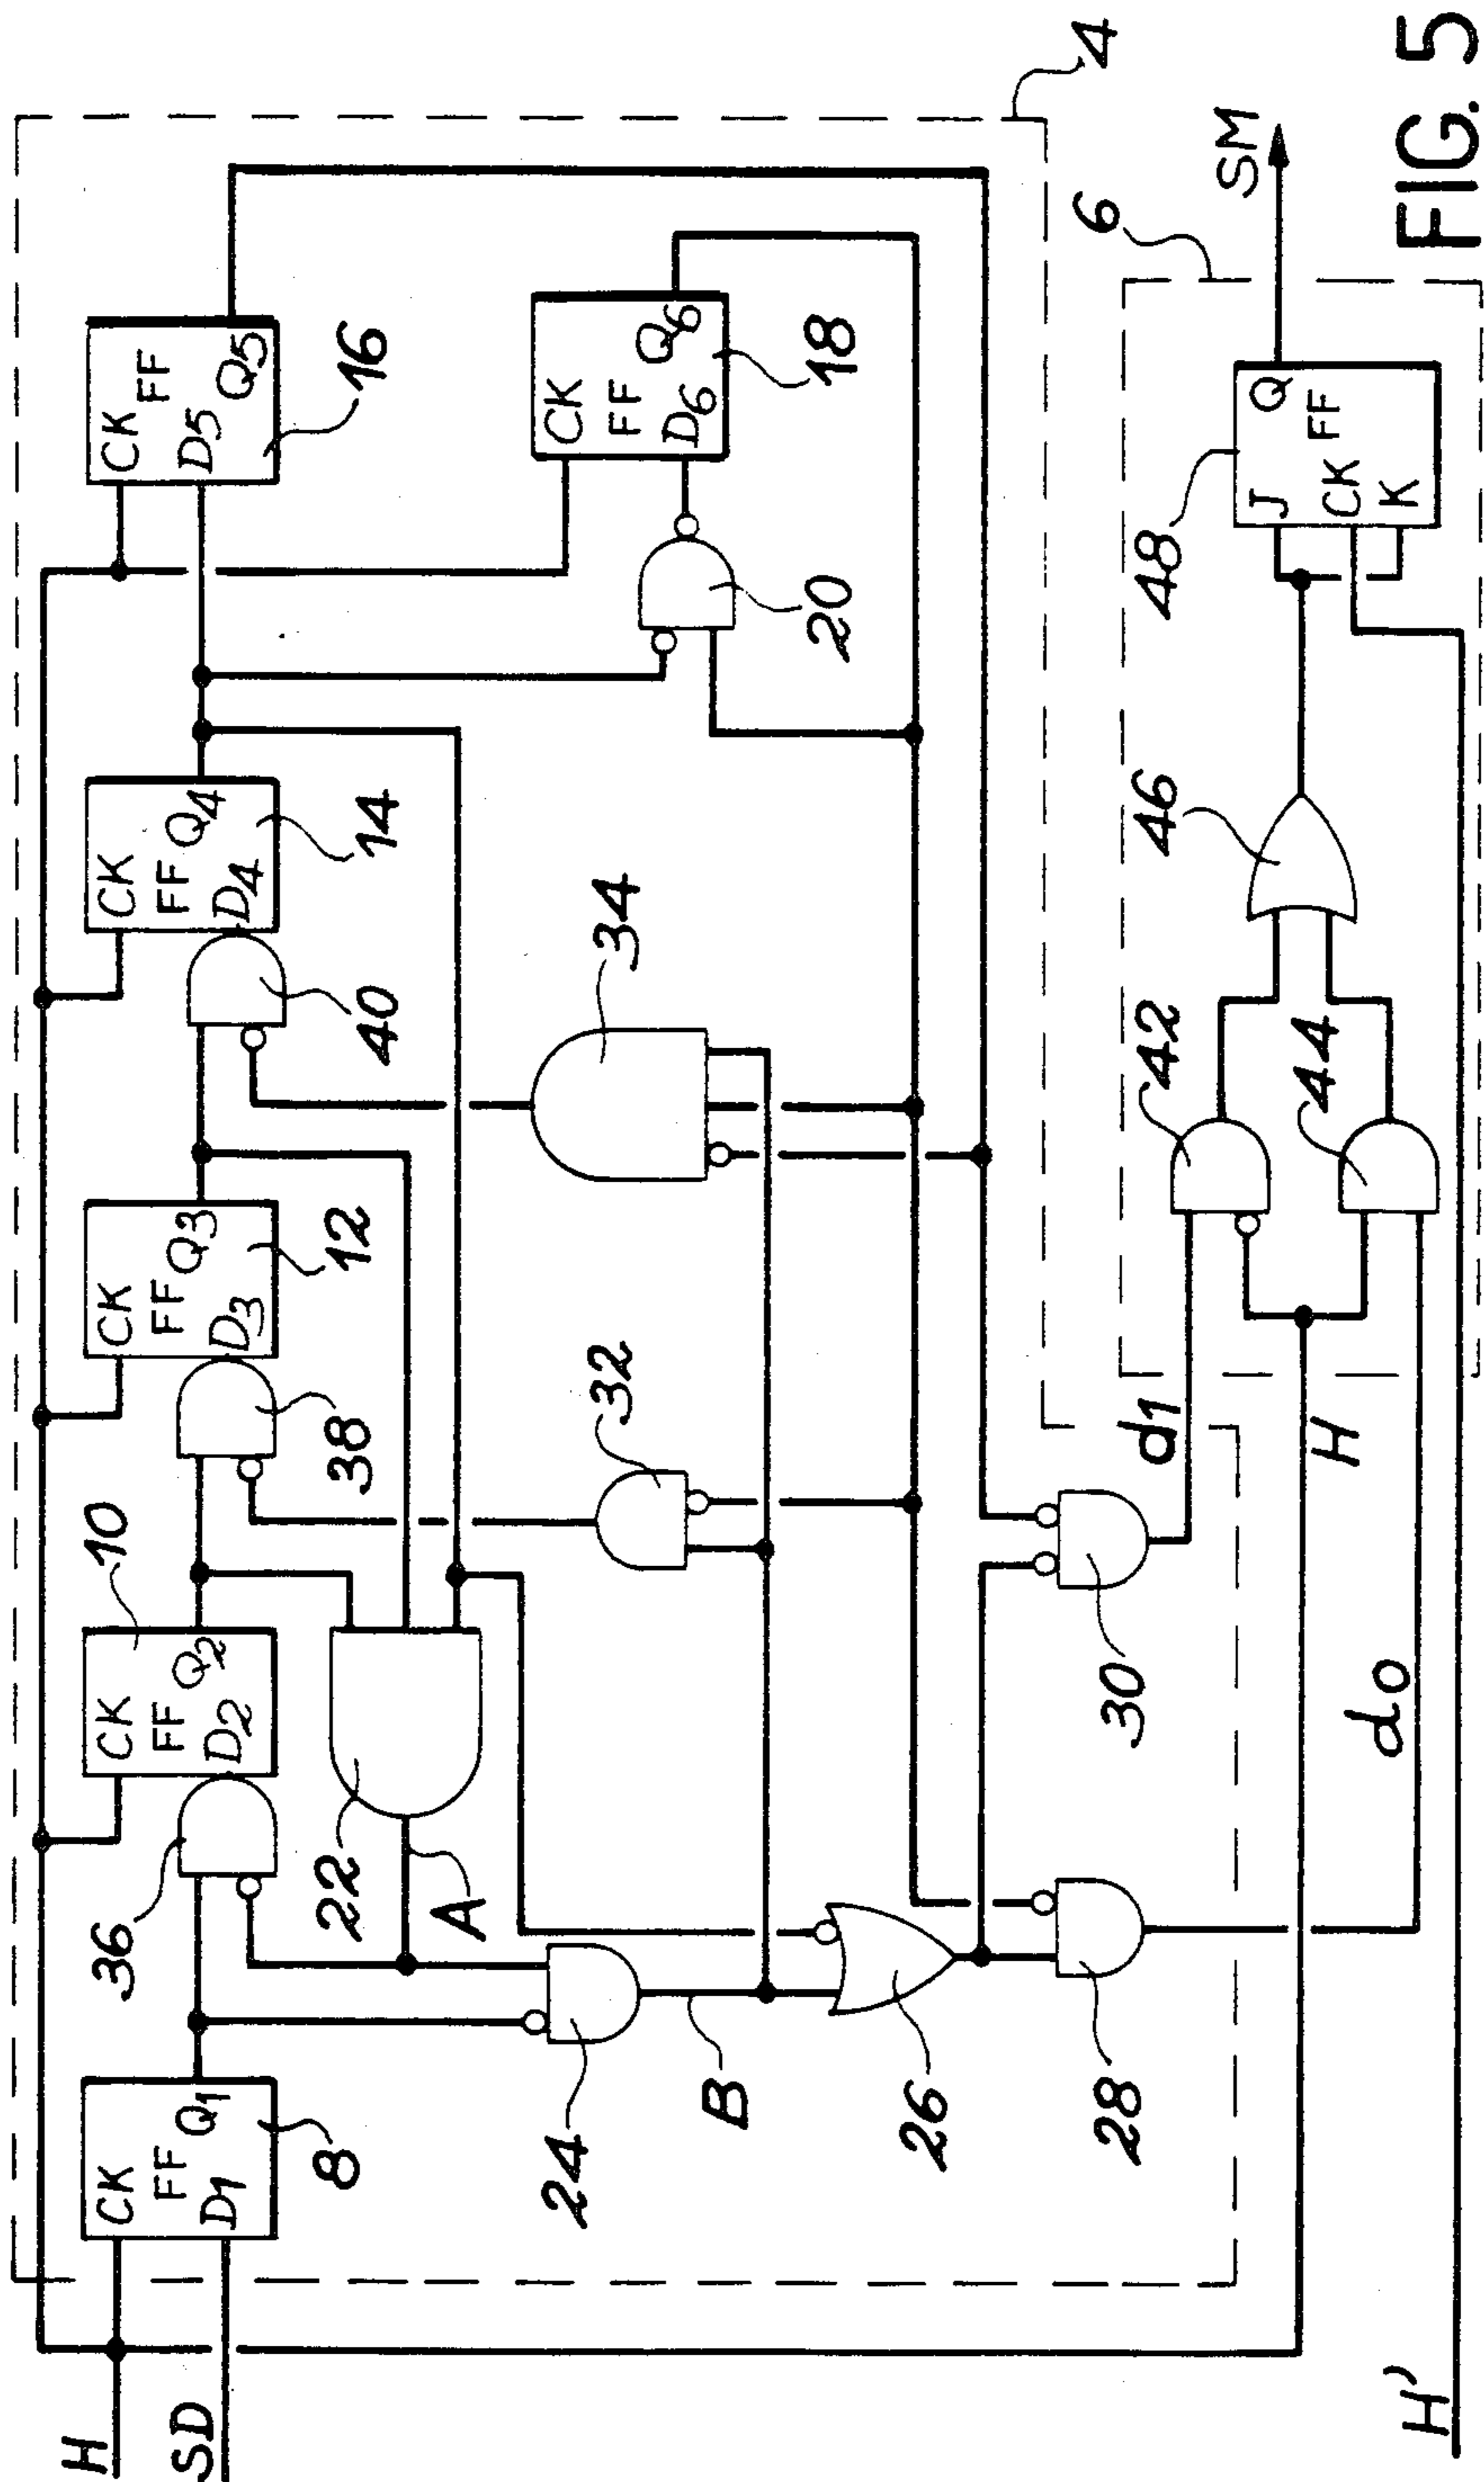 H
SD
CK
FF
D1 Q1
8
36
CK
FF
D2 Q2
10
38
CK
FF
D3 Q3
12
40
CK
FF
D4 Q4
14
CK
FF
D5 Q5
16
22
A
24
B
26
28
30
32
34
20
CK
FF
D6 Q6
18
4
d1
H
do
42
44
46
48
J Q
CK FF
K
6
SM
H'
FIG. 5